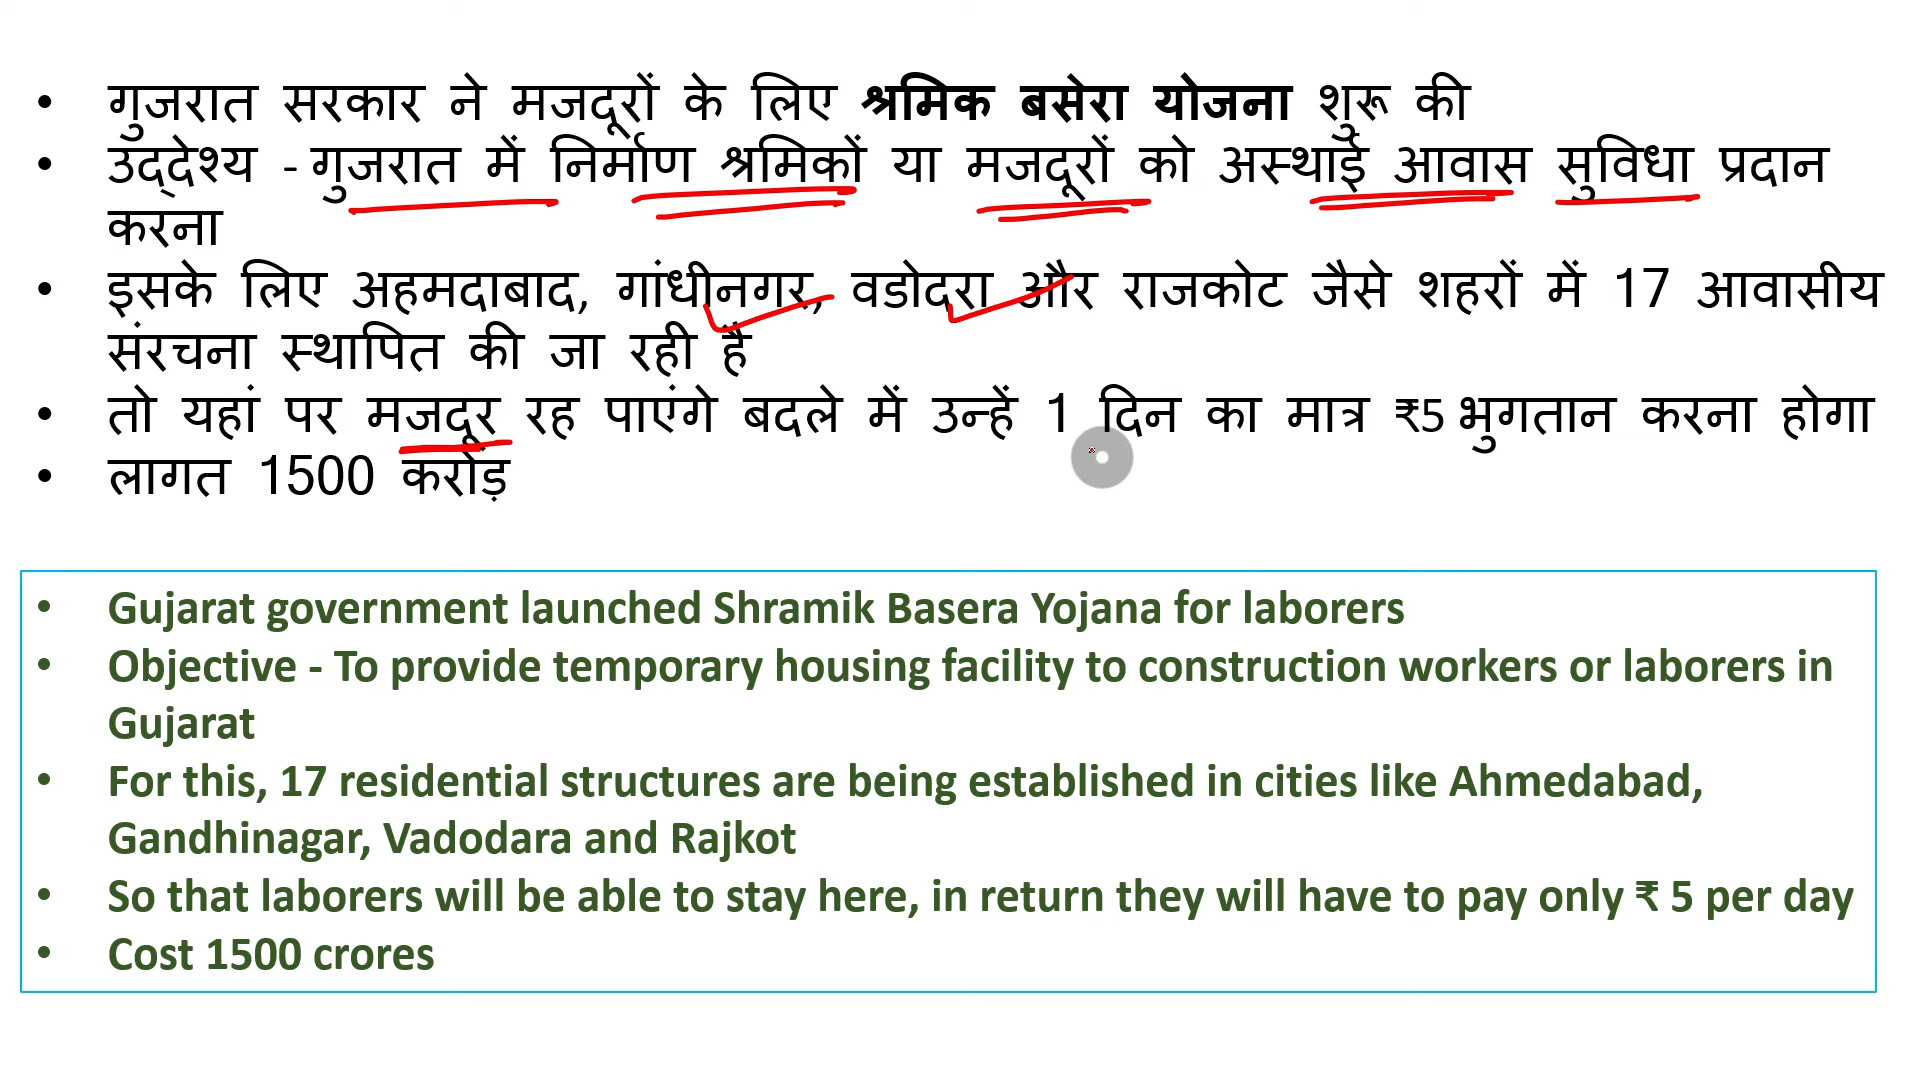 • गुजरात सरकार ने मजदूरों के लिए श्रमिक बसेरा योजना शुरू की
• उद्देश्य - गुजरात में निर्माण श्रमिकों या मजदूरों को अस्थाई आवास सुविधा प्रदान
करना
• इसके लिए अहमदाबाद, गांधीनगर, वडोदरा और राजकोट जैसे शहरों में 17 आवासीय
संरचना स्थापित की जा रही है
• तो यहां पर मजदूर रह पाएंगे बदले में उन्हें 1 दिन का मात्र ₹5 भुगतान करना होगा
• लागत 1500 करोड़
• Gujarat government launched Shramik Basera Yojana for laborers
• Objective - To provide temporary housing facility to construction workers or laborers in
Gujarat
• For this, 17 residential structures are being established in cities like Ahmedabad,
Gandhinagar, Vadodara and Rajkot
• So that laborers will be able to stay here, in return they will have to pay only ₹ 5 per day
• Cost 1500 crores